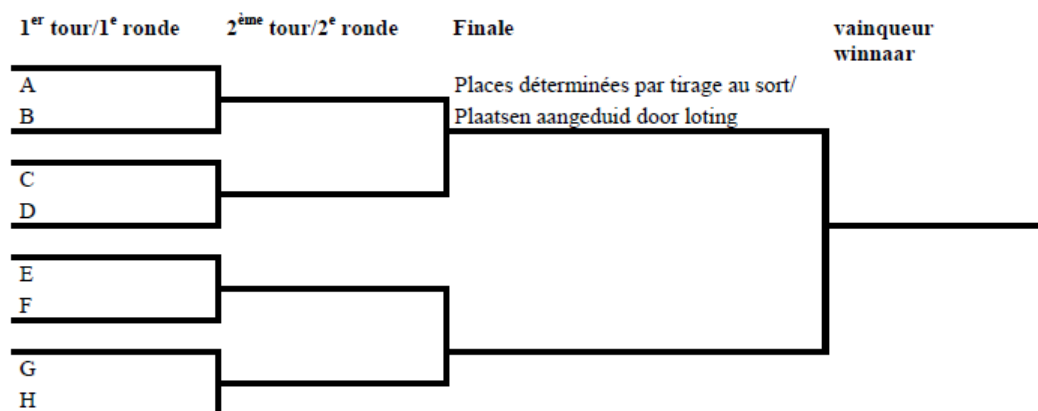 1er tour/1e ronde 2ème tour/2e ronde Finale vainqueur
winnaar
A Places déterminées par tirage au sort/
B Plaatsen aangeduid door loting
C
D
E
F
G
H